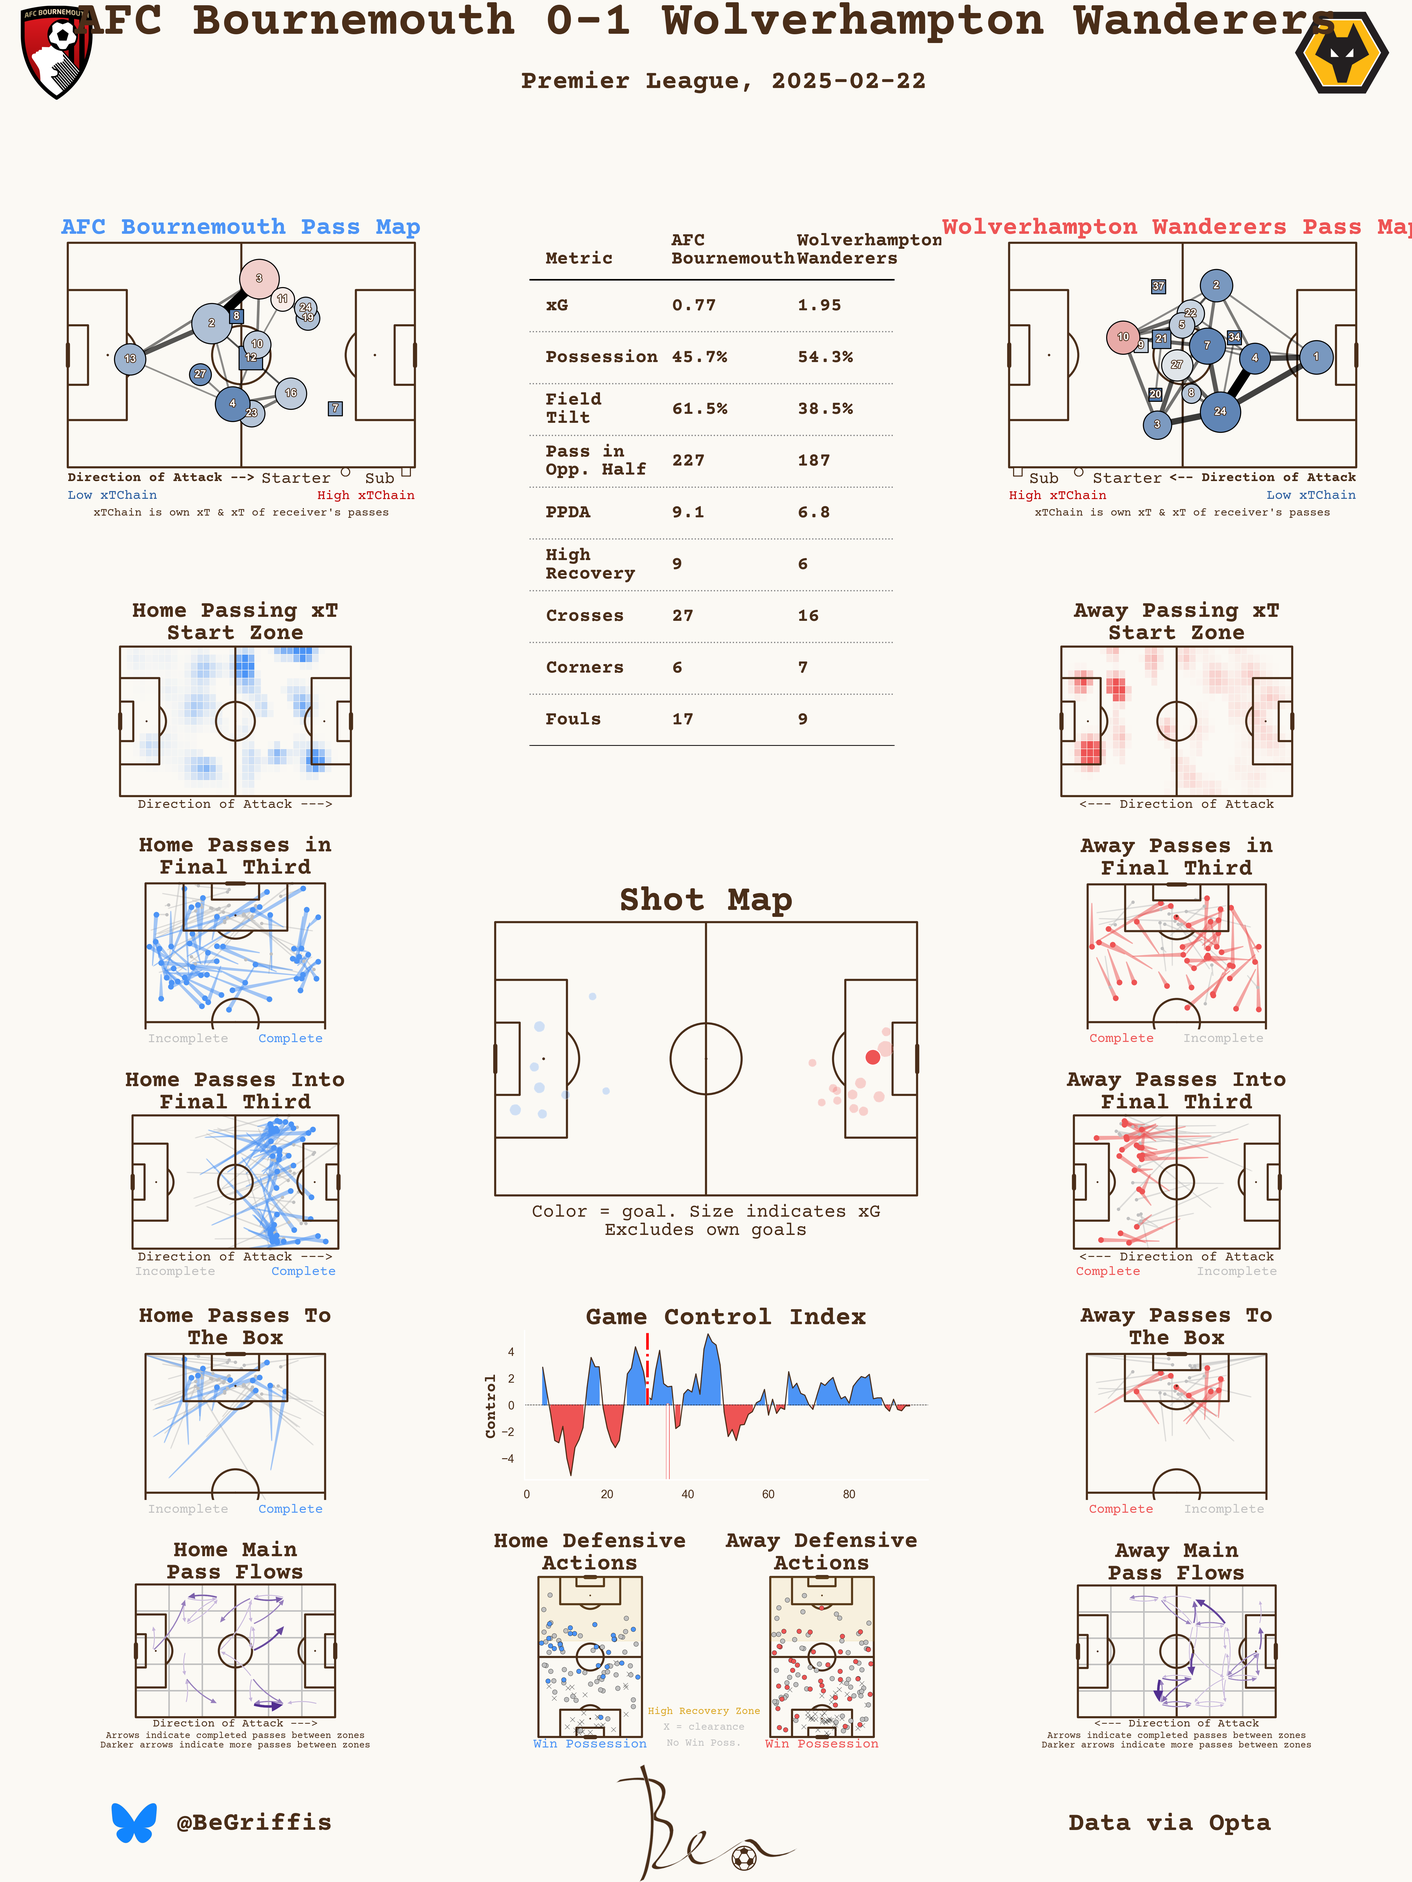 AFC BOURNEMOUTH
AFC Bournemouth 0-1 Wolverhampton Wanderers
Premier League, 2025-02-22
AFC Bournemouth Pass Map
3
11
24
19
8
2
10
12
13
27
16
4
23
7
Direction of Attack --> Starter Sub
Low xTChain High xTChain
xTChain is own xT & xT of receiver's passes
Metric AFC Bournemouth Wolverhampton Wanderers
xG 0.77 1.95
Possession 45.7% 54.3%
Field Tilt 61.5% 38.5%
Pass in Opp. Half 227 187
PPDA 9.1 6.8
High Recovery 9 6
Crosses 27 16
Corners 6 7
Fouls 17 9
Wolverhampton Wanderers Pass Map
37
2
22
5
10
9
21
7
34
4
1
27
20
8
24
3
Sub Starter <-- Direction of Attack
High xTChain Low xTChain
xTChain is own xT & xT of receiver's passes
Home Passing xT
Start Zone
Direction of Attack --->
Away Passing xT
Start Zone
<--- Direction of Attack
Home Passes in
Final Third
Incomplete Complete
Away Passes in
Final Third
Complete Incomplete
Shot Map
Color = goal. Size indicates xG
Excludes own goals
Home Passes Into
Final Third
Direction of Attack --->
Incomplete Complete
Away Passes Into
Final Third
<--- Direction of Attack
Complete Incomplete
Home Passes To
The Box
Incomplete Complete
Game Control Index
Control
4
2
0
−2
−4
0 20 40 60 80
Away Passes To
The Box
Complete Incomplete
Home Main
Pass Flows
Direction of Attack --->
Arrows indicate completed passes between zones
Darker arrows indicate more passes between zones
Home Defensive
Actions
Win Possession
High Recovery Zone
X = clearance
No Win Poss.
Away Defensive
Actions
Win Possession
Away Main
Pass Flows
<--- Direction of Attack
Arrows indicate completed passes between zones
Darker arrows indicate more passes between zones
@BeGriffis
Ben
Data via Opta